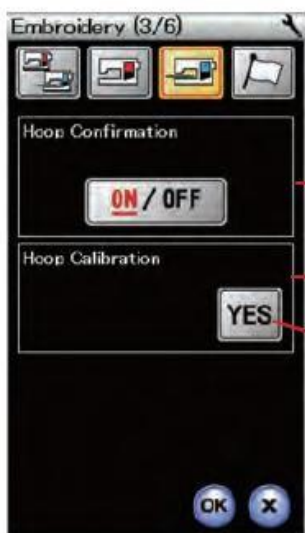 Embroidery (3/6)
Hoop Confirmation
ON / OFF
Hoop Calibration
YES
OK X